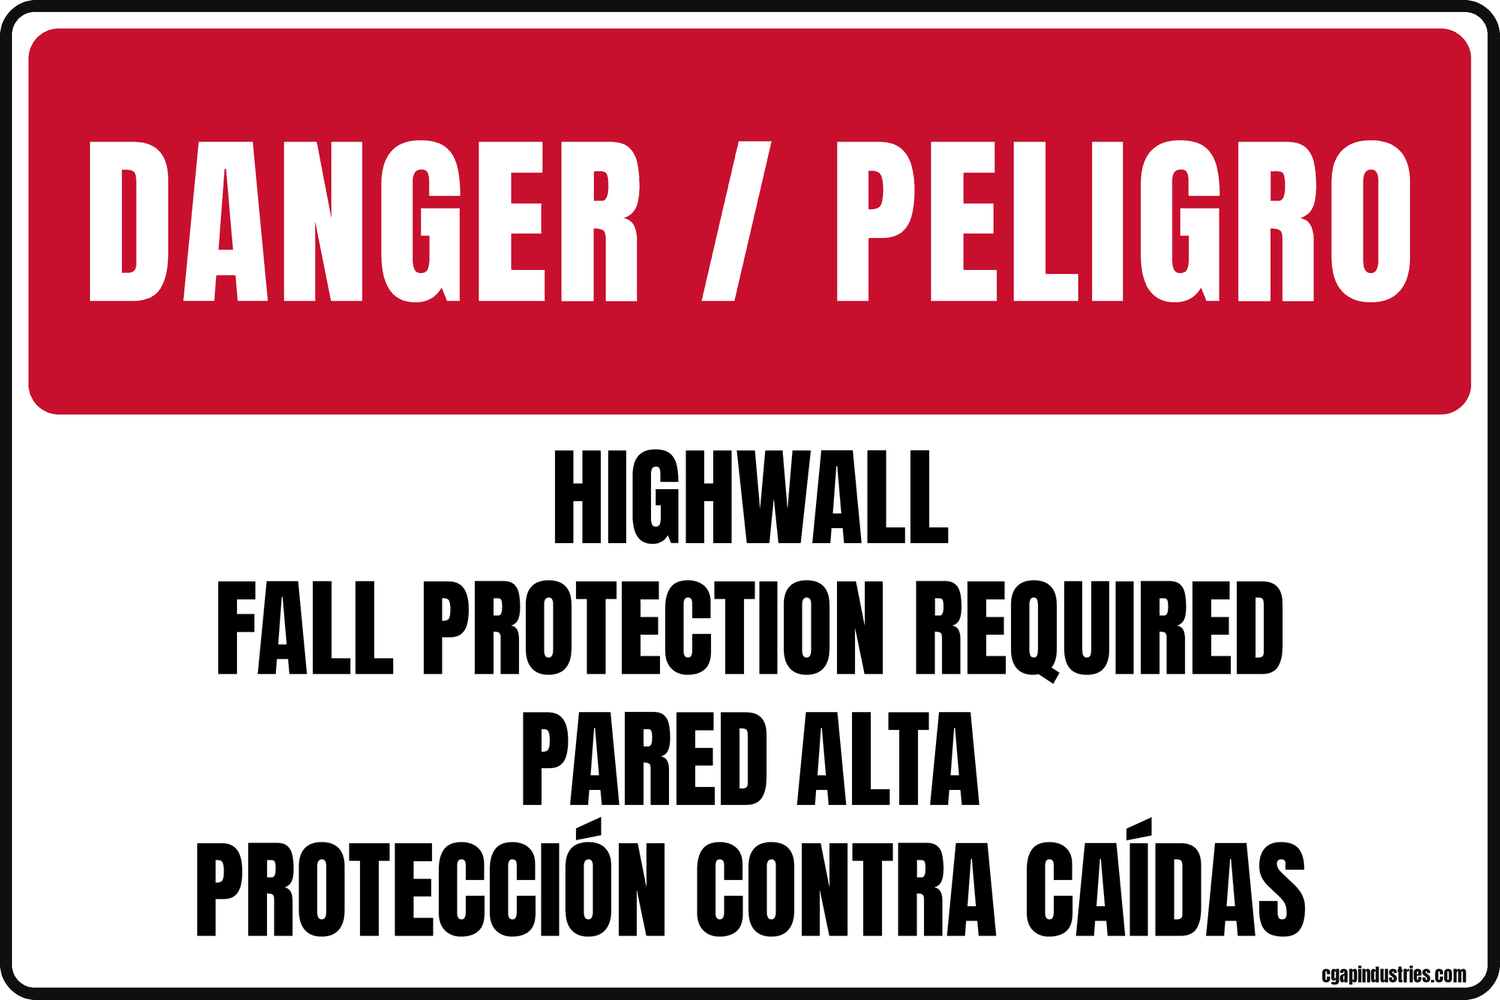 DANGER / PELIGRO
HIGHWALL
FALL PROTECTION REQUIRED
PARED ALTA
PROTECCIÓN CONTRA CAÍDAS
cgapindustries.com